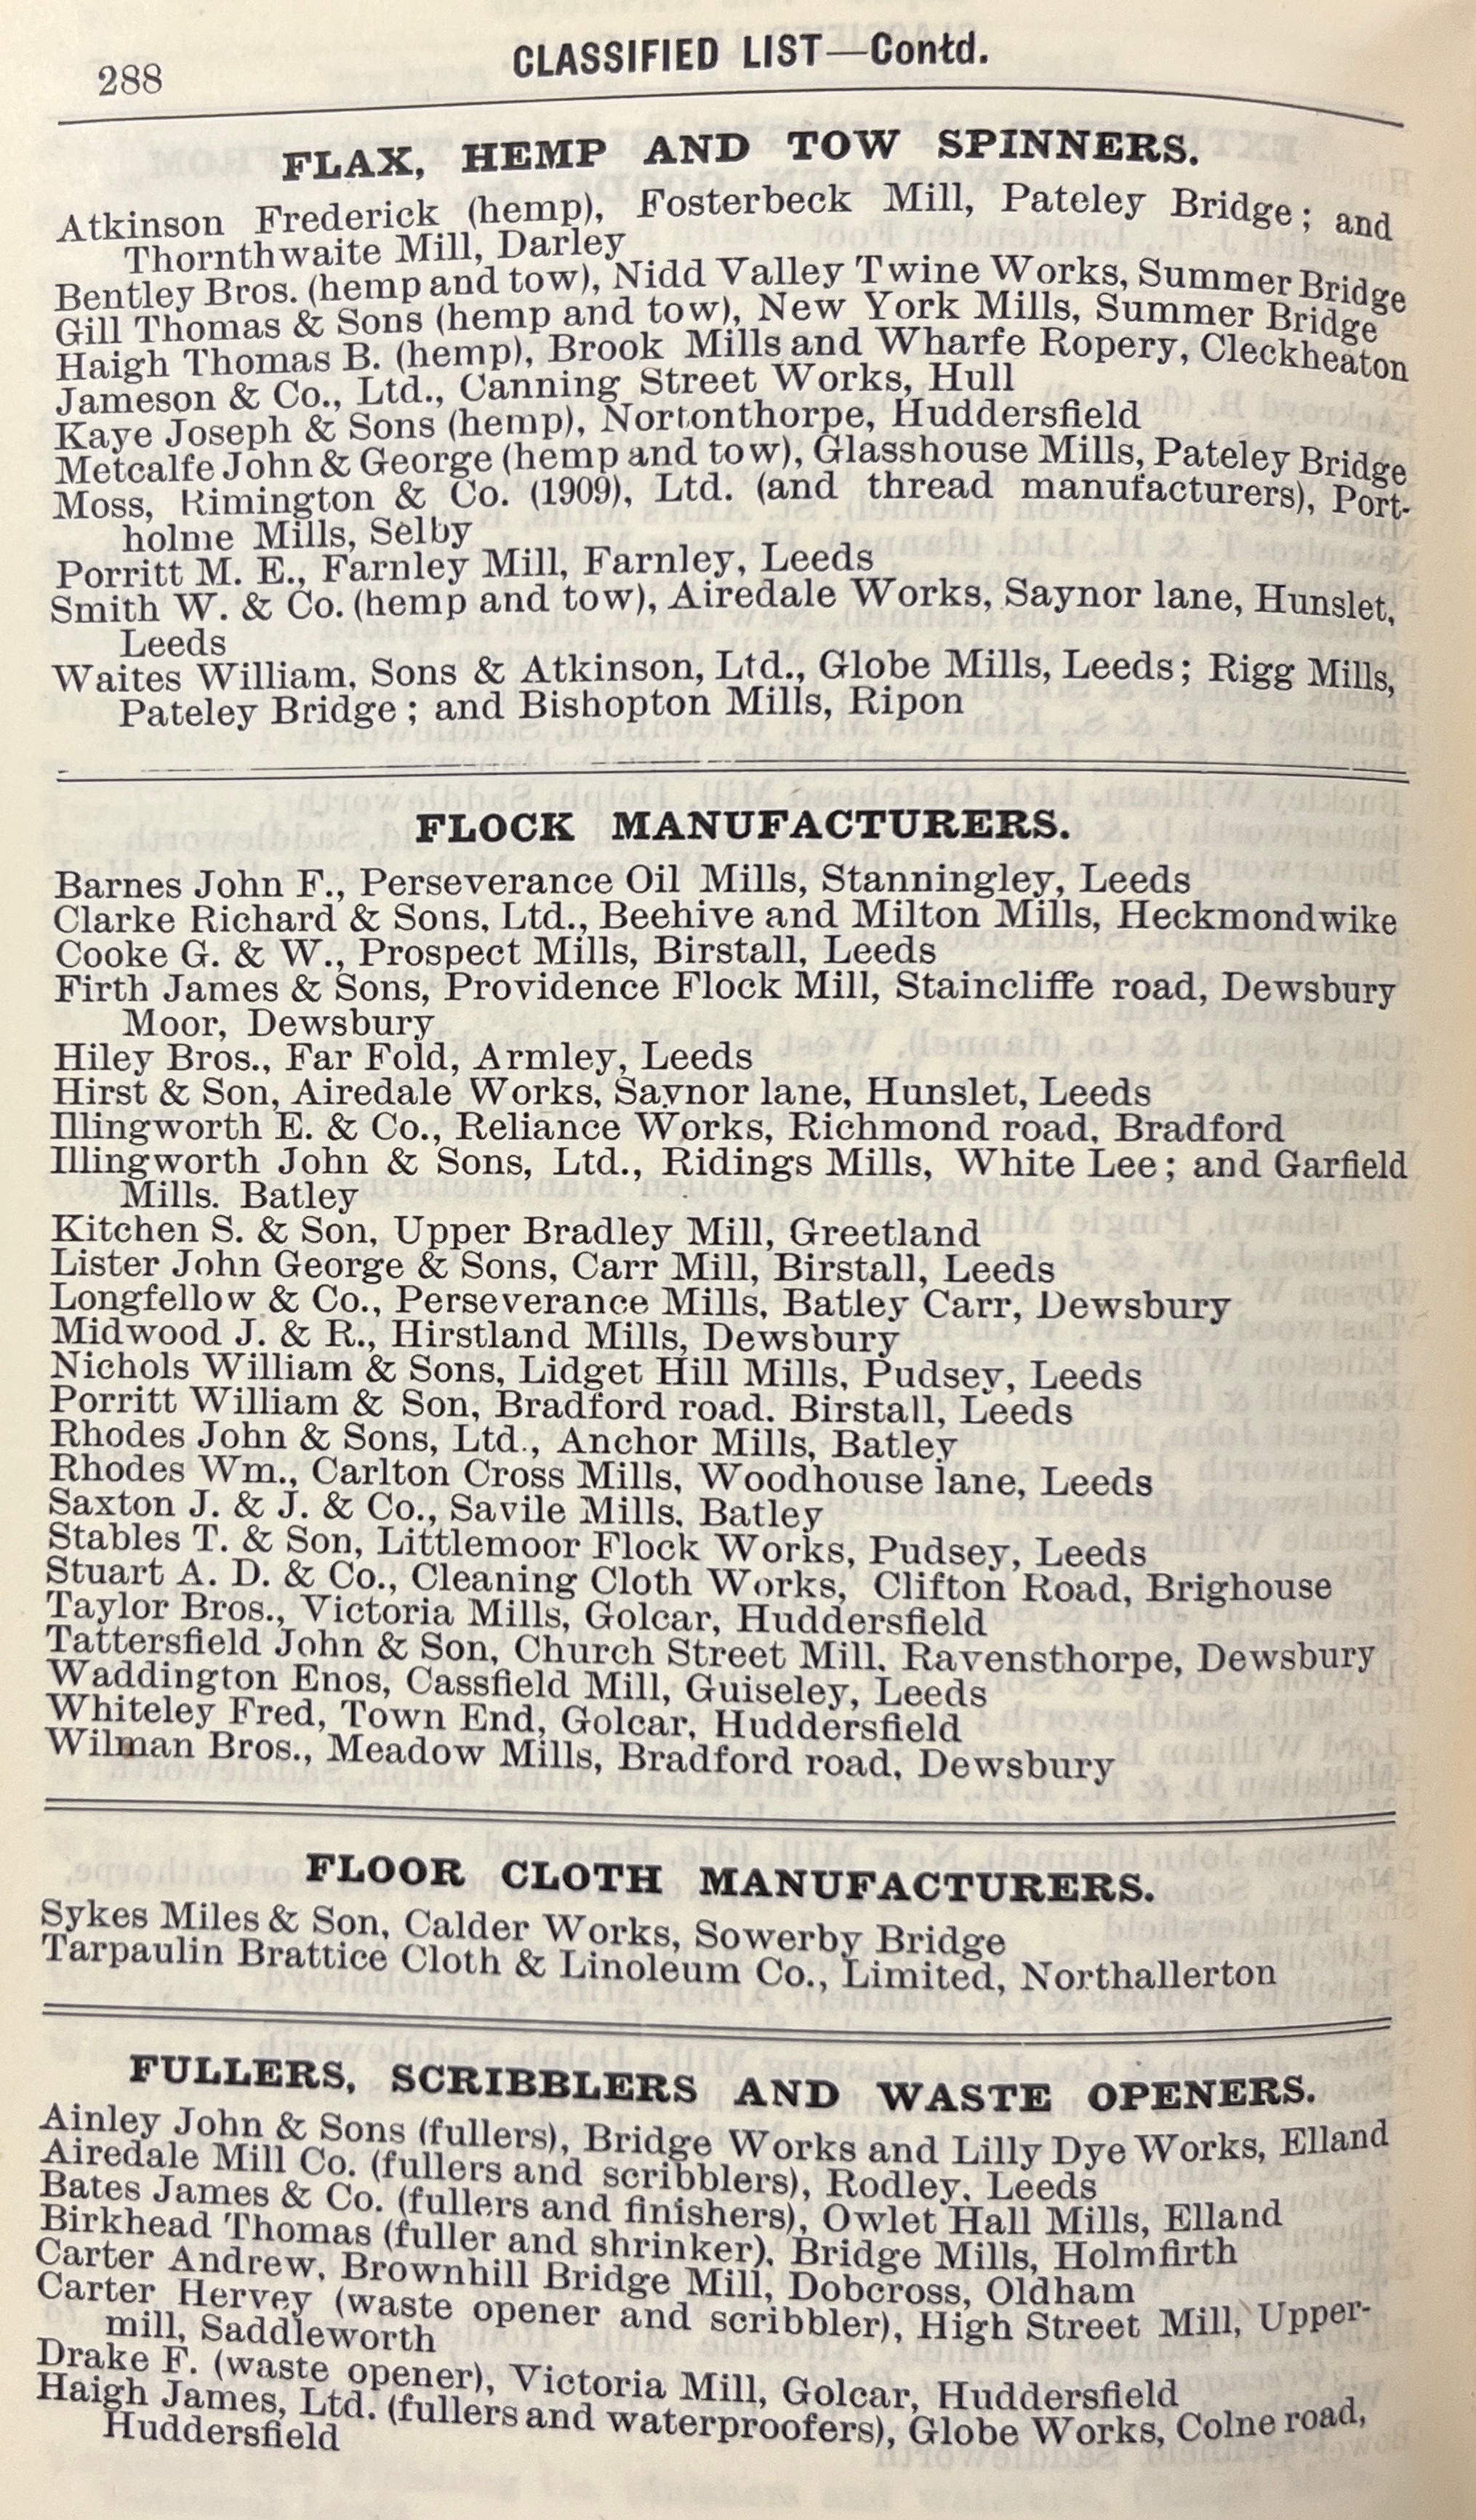 288
CLASSIFIED LIST—Contd.
FLAX, HEMP AND TOW SPINNERS.
Atkinson Frederick (hemp), Fosterbeck Mill, Pateley Bridge; and
Thornthwaite Mill, Darley
Bentley Bros. (hemp and tow), Nidd Valley Twine Works, Summer Bridge
Gill Thomas & Sons (hemp and tow), New York Mills, Summer Bridge
Haigh Thomas B. (hemp), Brook Mills and Wharfe Ropery, Cleckheaton
Jameson & Co., Ltd., Canning Street Works, Hull
Kaye Joseph & Sons (hemp), Nortonthorpe, Huddersfield
Metcalfe John & George (hemp and tow), Glasshouse Mills, Pateley Bridge
Moss, Rimington & Co. (1909), Ltd. (and thread manufacturers), Port-
holme Mills, Selby
Porritt M. E., Farnley Mill, Farnley, Leeds
Smith W. & Co. (hemp and tow), Airedale Works, Saynor lane, Hunslet,
Leeds
Waites William, Sons & Atkinson, Ltd., Globe Mills, Leeds; Rigg Mills,
Pateley Bridge; and Bishopton Mills, Ripon
FLOCK MANUFACTURERS.
Barnes John F., Perseverance Oil Mills, Stanningley, Leeds
Clarke Richard & Sons, Ltd., Beehive and Milton Mills, Heckmondwike
Cooke G. & W., Prospect Mills, Birstall, Leeds
Firth James & Sons, Providence Flock Mill, Staincliffe road, Dewsbury
Moor, Dewsbury
Hiley Bros., Far Fold, Armley, Leeds
Hirst & Son, Airedale Works, Saynor lane, Hunslet, Leeds
Illingworth E. & Co., Reliance Works, Richmond road, Bradford
Illingworth John & Sons, Ltd., Ridings Mills, White Lee; and Garfield
Mills. Batley
Kitchen S. & Son, Upper Bradley Mill, Greetland
Lister John George & Sons, Carr Mill, Birstall, Leeds
Longfellow & Co., Perseverance Mills, Batley Carr, Dewsbury
Midwood J. & R., Hirstland Mills, Dewsbury
Nichols William & Sons, Lidget Hill Mills, Pudsey, Leeds
Porritt William & Son, Bradford road. Birstall, Leeds
Rhodes John & Sons, Ltd., Anchor Mills, Batley
Rhodes Wm., Carlton Cross Mills, Woodhouse lane, Leeds
Saxton J. & J. & Co., Savile Mills, Batley
Stables T. & Son, Littlemoor Flock Works, Pudsey, Leeds
Stuart A. D. & Co., Cleaning Cloth Works, Clifton Road, Brighouse
Taylor Bros., Victoria Mills, Golcar, Huddersfield
Tattersfield John & Son, Church Street Mill, Ravensthorpe, Dewsbury
Waddington Enos, Cassfield Mill, Guiseley, Leeds
Whiteley Fred, Town End, Golcar, Huddersfield
Wilman Bros., Meadow Mills, Bradford road, Dewsbury
FLOOR CLOTH MANUFACTURERS.
Sykes Miles & Son, Calder Works, Sowerby Bridge
Tarpaulin Brattice Cloth & Linoleum Co., Limited, Northallerton
FULLERS, SCRIBBLERS AND WASTE OPENERS.
Ainley John & Sons (fullers), Bridge Works and Lilly Dye Works, Elland
Airedale Mill Co. (fullers and scribblers), Rodley, Leeds
Bates James & Co. (fullers and finishers), Owlet Hall Mills, Elland
Birkhead Thomas (fuller and shrinker), Bridge Mills, Holmfirth
Carter Andrew, Brownhill Bridge Mill, Dobcross, Oldham
Carter Hervey (waste opener and scribbler), High Street Mill, Upper-
mill, Saddleworth
Drake F. (waste opener), Victoria Mill, Golcar, Huddersfield
Haigh James, Ltd. (fullers and waterproofers), Globe Works, Colne road,
Huddersfield